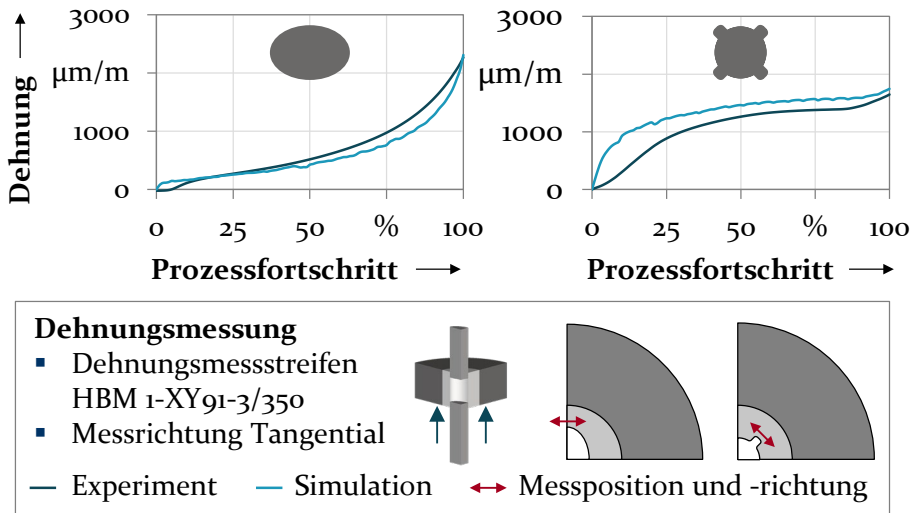 Dehnung
3000
µm/m
1000
0
0 25 50 % 100
Prozessfortschritt
3000
µm/m
1000
0
0 25 50 % 100
Prozessfortschritt
Dehnungsmessung
▪ Dehnungsmessstreifen
HBM 1-XY91-3/350
▪ Messrichtung Tangential
Experiment Simulation Messposition und -richtung